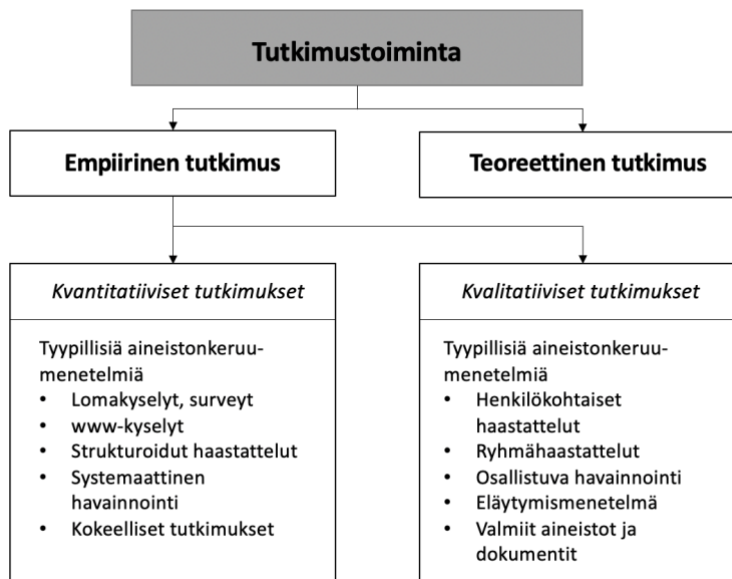 Tutkimustoiminta
Empiirinen tutkimus
Teoreettinen tutkimus
Kvantitatiiviset tutkimukset
Tyypillisiä aineistonkeruu-
menetelmiä
• Lomakyselyt, surveyt
• www-kyselyt
• Strukturoidut haastattelut
• Systemaattinen
havainnointi
• Kokeelliset tutkimukset
Kvalitatiiviset tutkimukset
Tyypillisiä aineistonkeruu-
menetelmiä
• Henkilökohtaiset
haastattelut
• Ryhmähaastattelut
• Osallistuva havainnointi
• Eläytymismenetelmä
• Valmiit aineistot ja
dokumentit